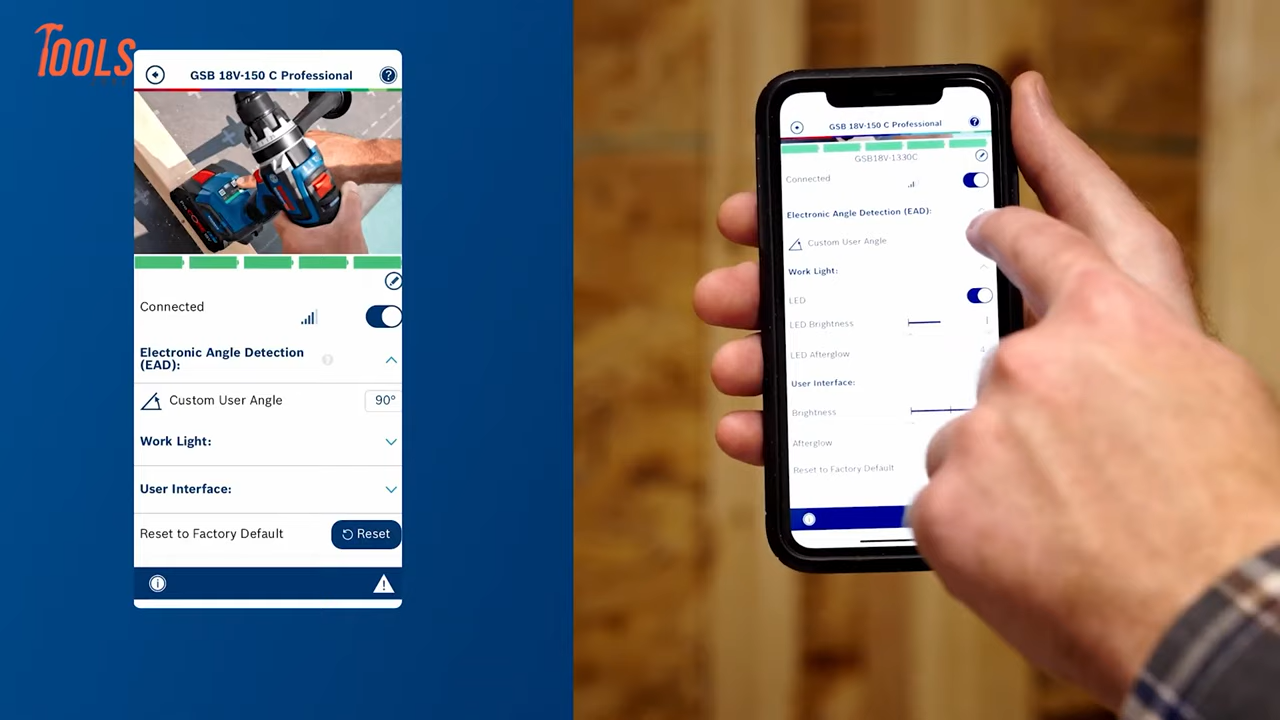 TOOLS
GSB 18V-150 C Professional
?
Connected
Electronic Angle Detection
(EAD):
Custom User Angle
90°
Work Light:
User Interface:
Reset to Factory Default
Reset
GSB 18V-150 C Professional
?
GSB18V-1330C
Connected
Electronic Angle Detection (EAD):
Custom User Angle
Work Light:
LED
LED Brightness
LED Afterglow
User Interface:
Brightness
Afterglow
Reset to Factory Default